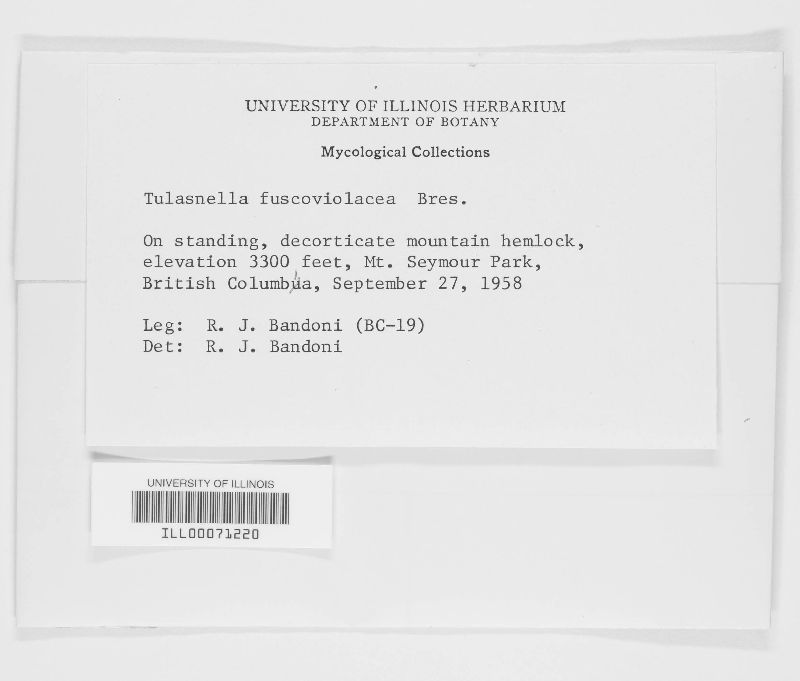 UNIVERSITY OF ILLINOIS HERBARIUM
DEPARTMENT OF BOTANY
Mycological Collections
Tulasnella fuscoviolacea Bres.
On standing, decorticate mountain hemlock,
elevation 3300 feet, Mt. Seymour Park,
British Columbia, September 27, 1958
Leg: R. J. Bandoni (BC-19)
Det: R. J. Bandoni
UNIVERSITY OF ILLINOIS
ILL00071220